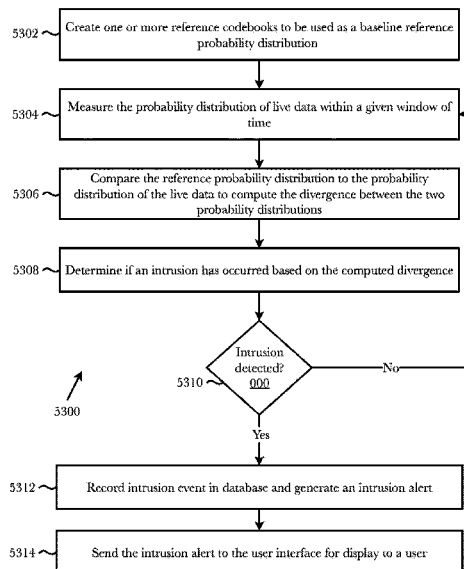 5302
Create one or more reference codebooks to be used as a baseline reference
probability distribution
5304
Measure the probability distribution of live data within a given window of
time
5306
Compare the reference probability distribution to the probability
distribution of the live data to compute the divergence between the two
probability distributions
5308
Determine if an intrusion has occurred based on the computed divergence
Intrusion
detected?
000
5310
No
5300
Yes
5312
Record intrusion event in database and generate an intrusion alert
5314
Send the intrusion alert to the user interface for display to a user